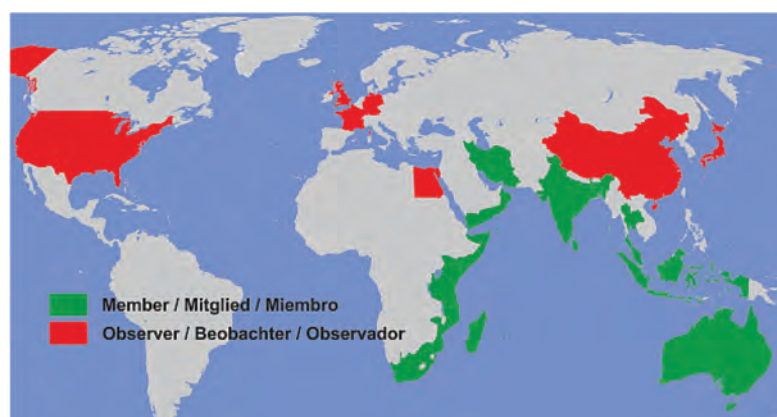 Member / Mitglied / Miembro
Observer / Beobachter / Observador